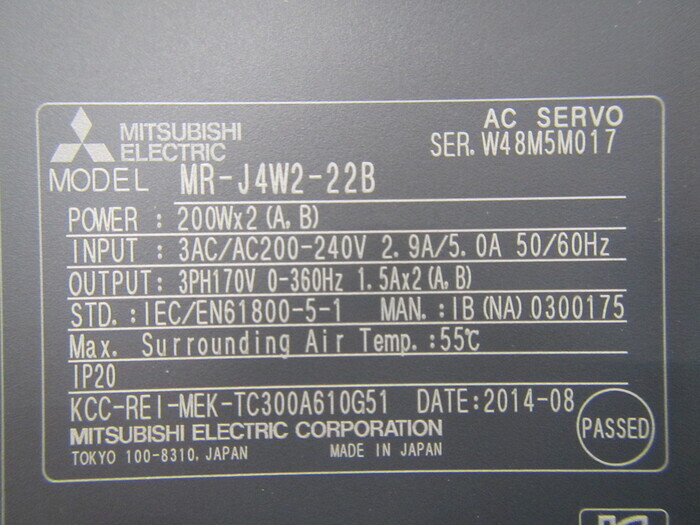 MITSUBISHI
ELECTRIC
AC SERVO
SER. W48M5M017
MODEL MR-J4W2-22B
POWER : 200Wx2 (A, B)
INPUT : 3AC/AC200-240V 2.9A/5.0A 50/60Hz
OUTPUT: 3PH170V 0-360Hz 1.5Ax2 (A, B)
STD. : IEC/EN61800-5-1 MAN. : IB (NA) 0300175
Max. Surrounding Air Temp. :55℃
IP20
KCC-REI-MEK-TC300A610G51 DATE:2014-08
MITSUBISHI ELECTRIC CORPORATION
TOKYO 100-8310, JAPAN MADE IN JAPAN
PASSED